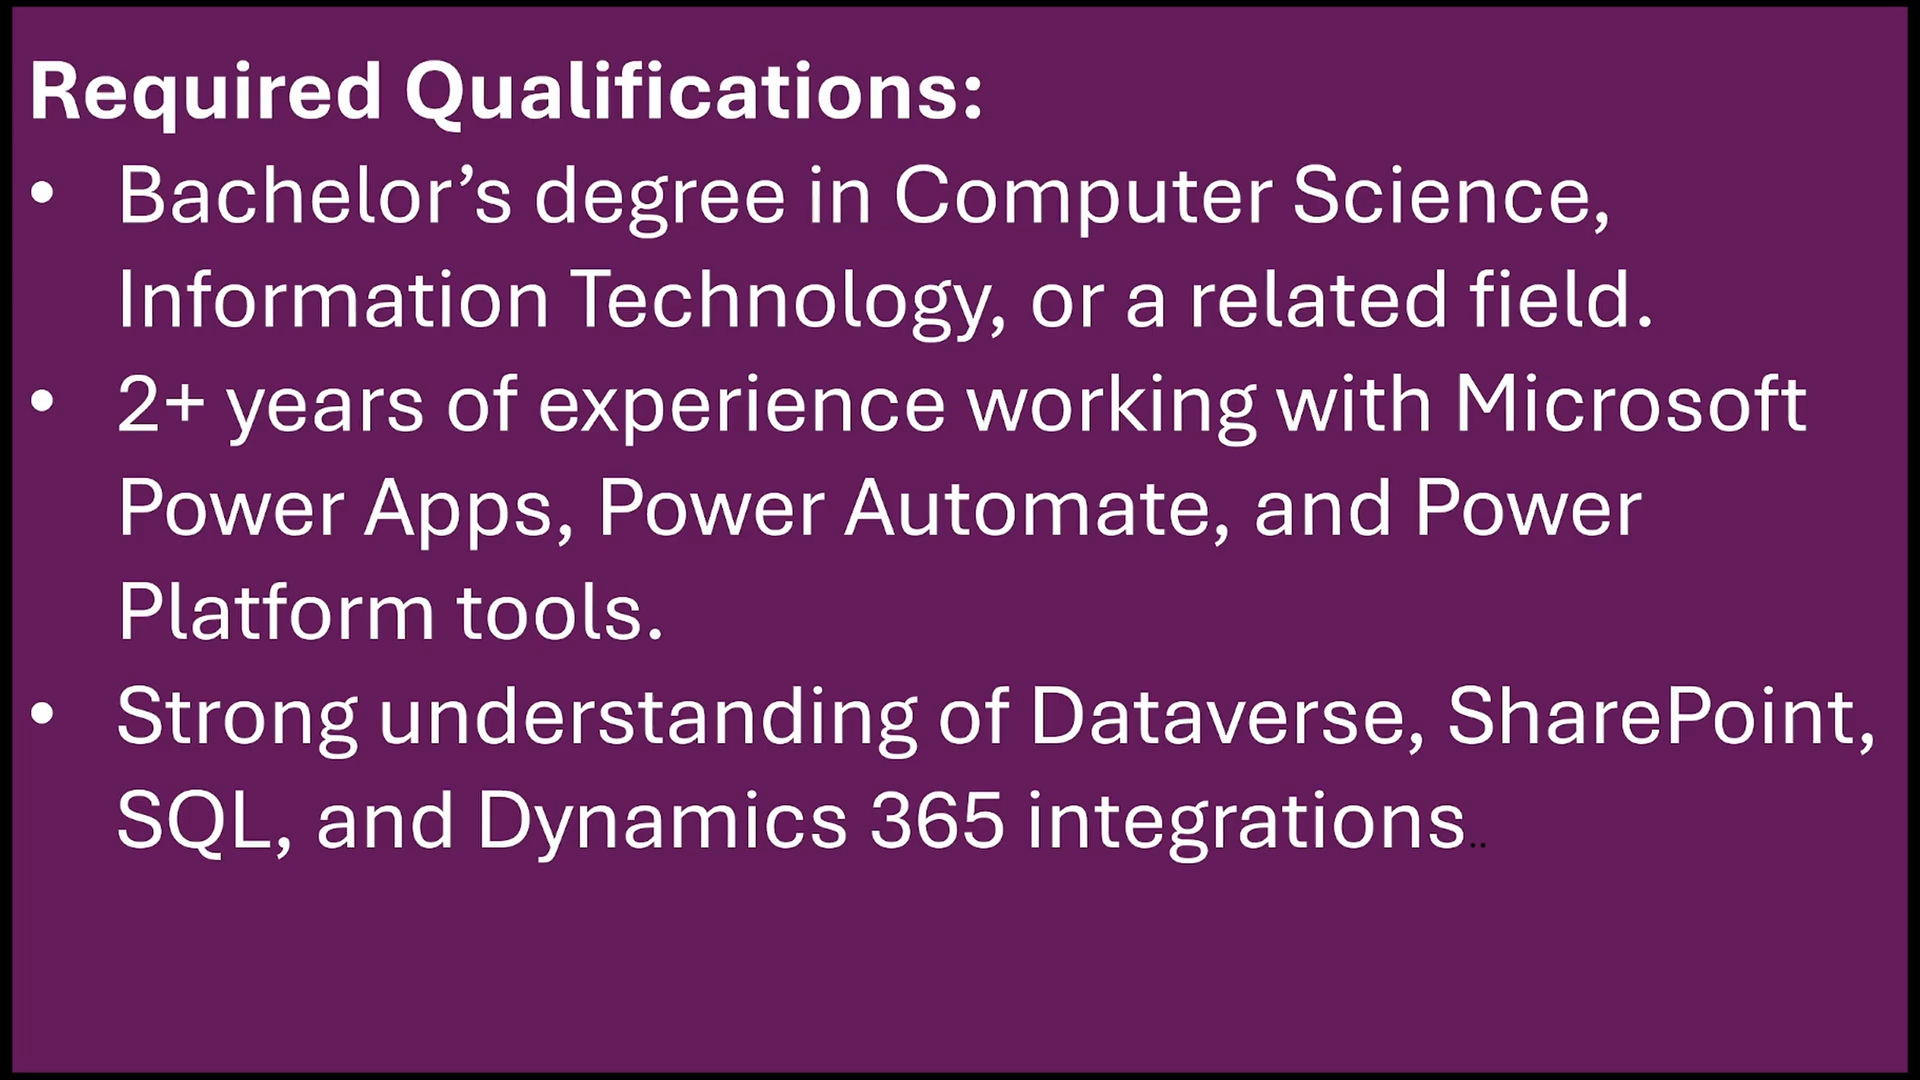 Required Qualifications:
• Bachelor’s degree in Computer Science,
Information Technology, or a related field.
• 2+ years of experience working with Microsoft
Power Apps, Power Automate, and Power
Platform tools.
• Strong understanding of Dataverse, SharePoint,
SQL, and Dynamics 365 integrations..